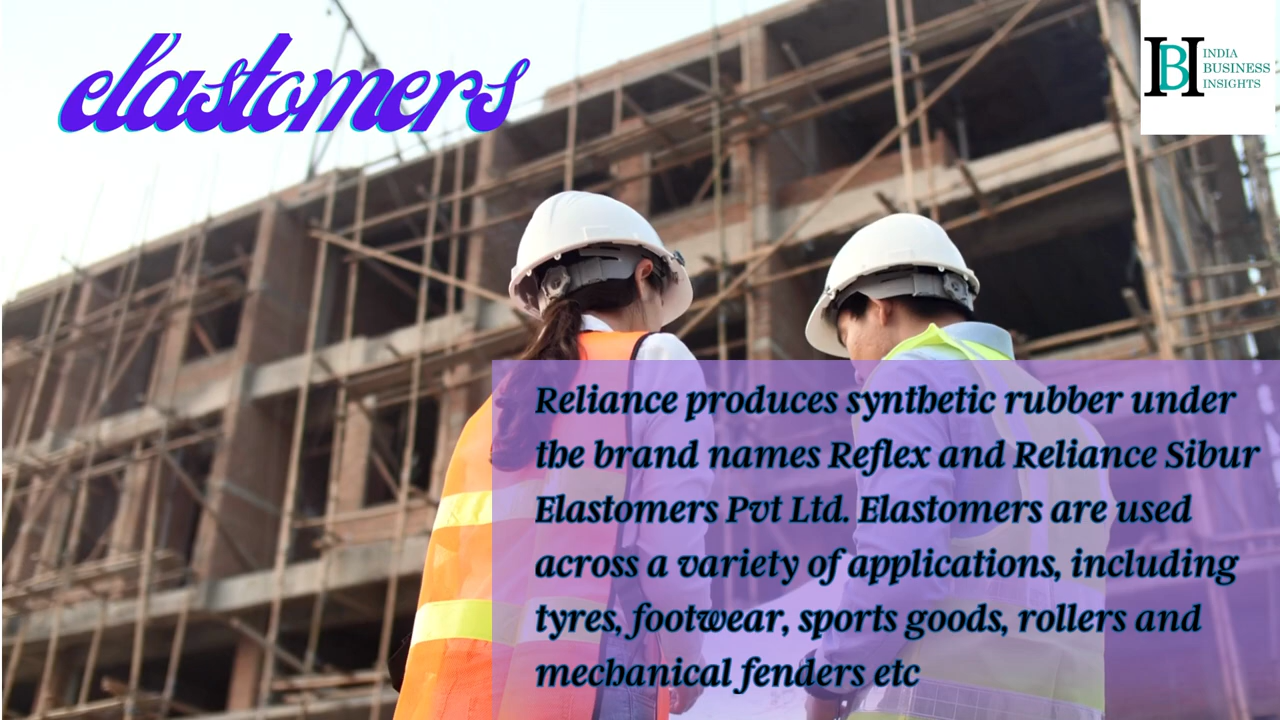 elastomers
INDIA
BUSINESS
INSIGHTS
IBI
Reliance produces synthetic rubber under
the brand names Reflex and Reliance Sibur
Elastomers Pvt Ltd. Elastomers are used
across a variety of applications, including
tyres, footwear, sports goods, rollers and
mechanical fenders etc